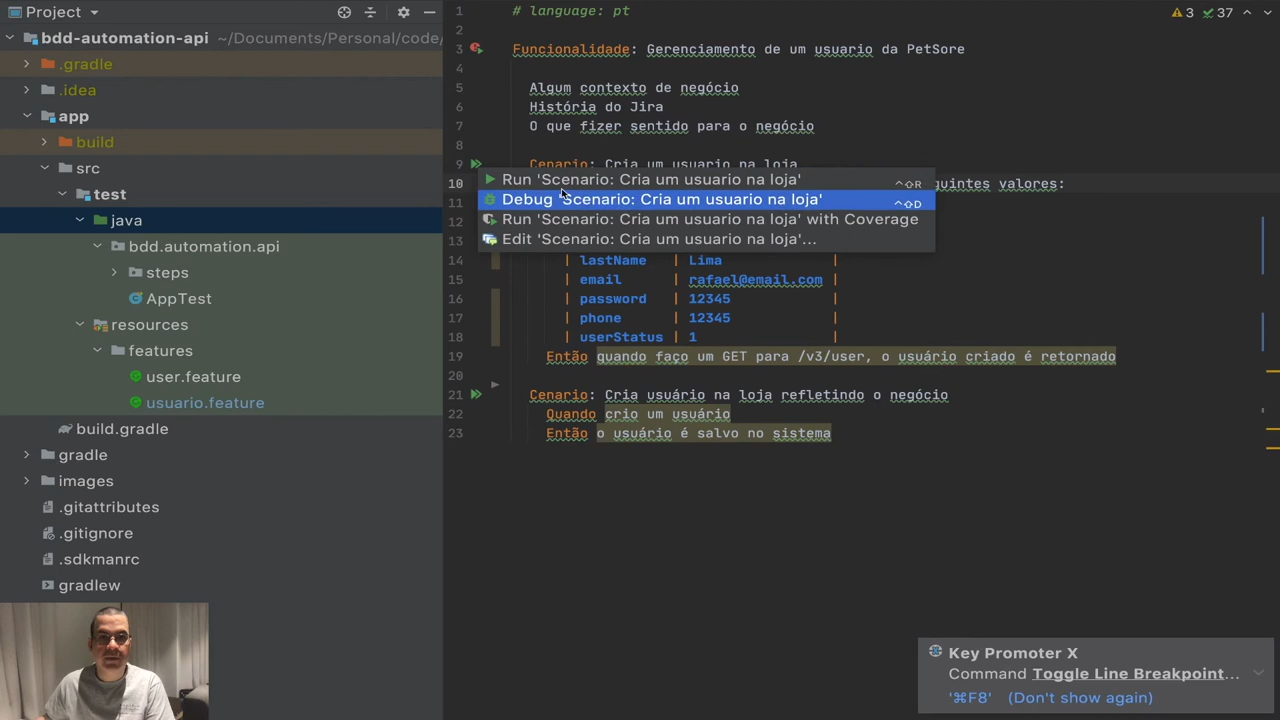 Project
bdd-automation-api ~/Documents/Personal/code/
.gradle
.idea
app
build
src
test
java
bdd.automation.api
steps
AppTest
resources
features
user.feature
usuario.feature
build.gradle
gradle
images
.gitattributes
.gitignore
.sdkmanrc
gradlew
3 37
1 # language: pt
2
3 Funcionalidade: Gerenciamento de um usuario da PetSore
4
5 Algum contexto de negócio
6 História do Jira
7 O que fizer sentido para o negócio
8
9 Cenario: Cria um usuario na loja
Run 'Scenario: Cria um usuario na loja' ^⇧R
10 guintes valores:
Debug 'Scenario: Cria um usuario na loja' ^⇧D
11
Run 'Scenario: Cria um usuario na loja' with Coverage
12
Edit 'Scenario: Cria um usuario na loja'...
13
14 | lastName | Lima |
15 | email | rafael@email.com |
16 | password | 12345 |
17 | phone | 12345 |
18 | userStatus | 1 |
19 Então quando faço um GET para /v3/user, o usuário criado é retornado
20
21 Cenario: Cria usuário na loja refletindo o negócio
22 Quando crio um usuário
23 Então o usuário é salvo no sistema
Key Promoter X
Command Toggle Line Breakpoint...
'⌘F8' (Don't show again)